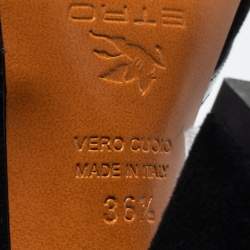 ETRO
VERO CUOIO
MADE IN ITALY
36½